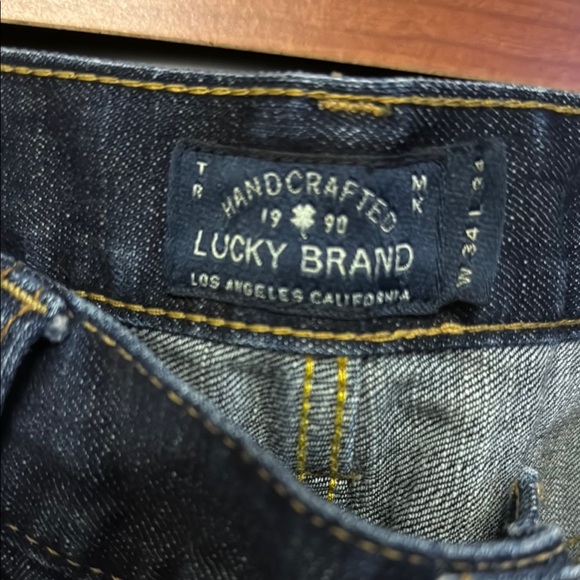 TR
HANDCRAFTED
MK
19 90
LUCKY BRAND
LOS ANGELES CALIFORNIA
W 34 L 34